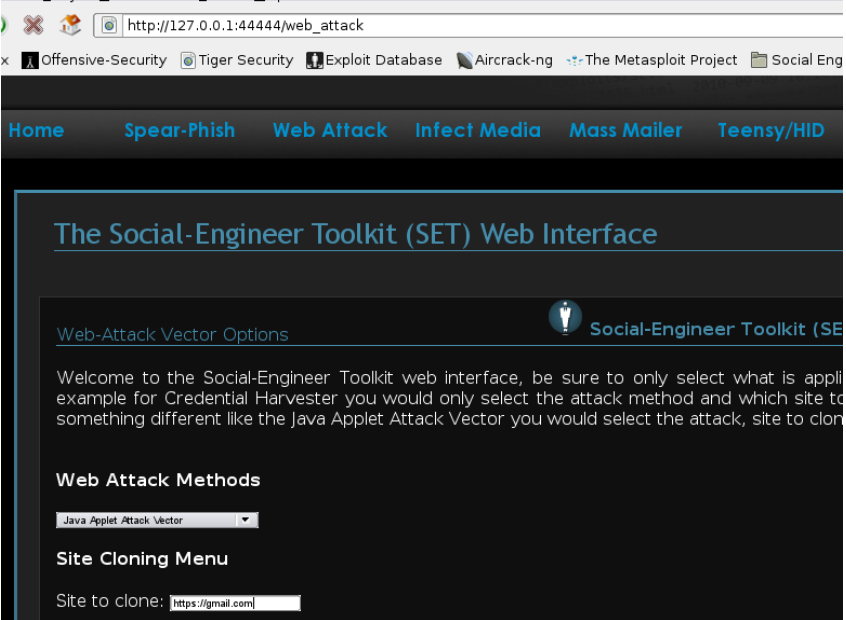 http://127.0.0.1:44444/web_attack
x Offensive-Security Tiger Security Exploit Database Aircrack-ng The Metasploit Project Social Eng
Home Spear-Phish Web Attack Infect Media Mass Mailer Teensy/HID
The Social-Engineer Toolkit (SET) Web Interface
Web-Attack Vector Options
Social-Engineer Toolkit (SE
Welcome to the Social-Engineer Toolkit web interface, be sure to only select what is appli
example for Credential Harvester you would only select the attack method and which site to
something different like the Java Applet Attack Vector you would select the attack, site to clon
Web Attack Methods
Java Applet Attack Vector
Site Cloning Menu
Site to clone: https://gmail.com